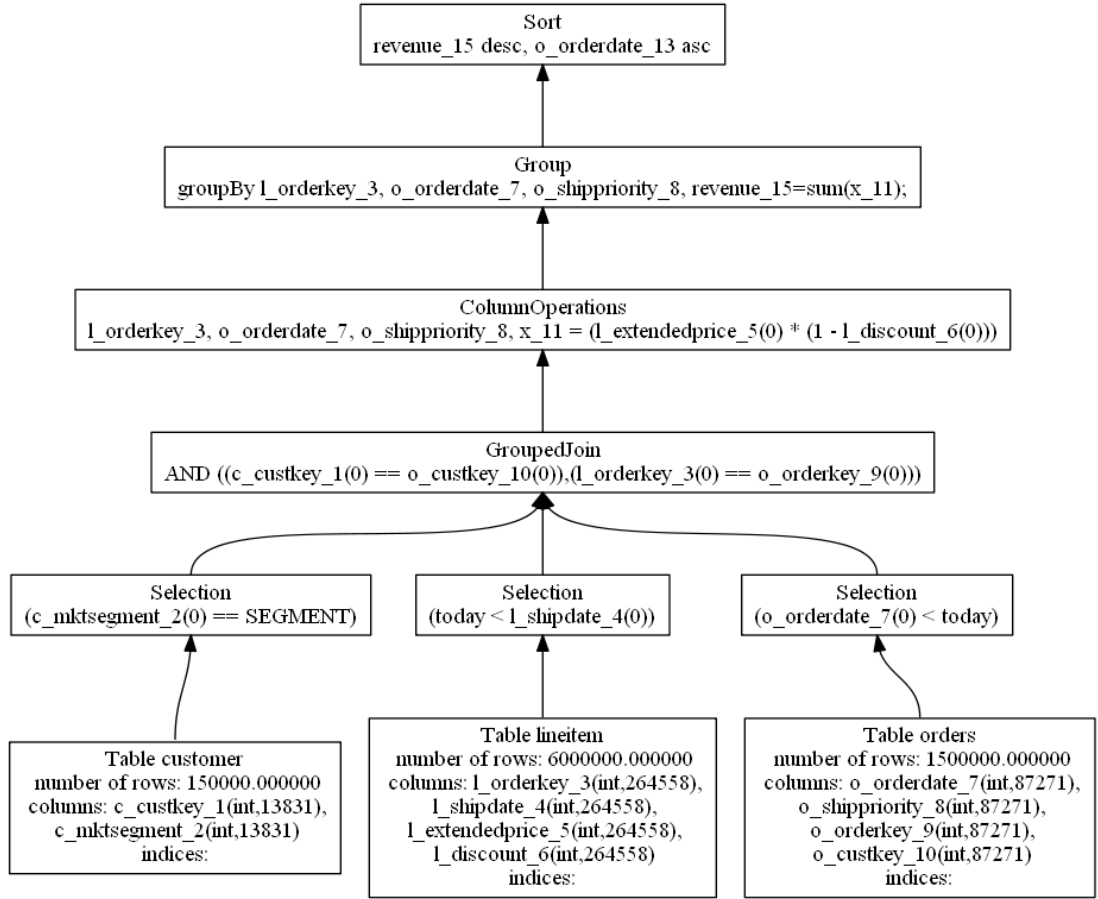 Sort
revenue_15 desc, o_orderdate_13 asc
Group
groupBy l_orderkey_3, o_orderdate_7, o_shippriority_8, revenue_15=sum(x_11);
ColumnOperations
l_orderkey_3, o_orderdate_7, o_shippriority_8, x_11 = (l_extendedprice_5(0) * (1 - l_discount_6(0)))
GroupedJoin
AND ((c_custkey_1(0) == o_custkey_10(0)),(l_orderkey_3(0) == o_orderkey_9(0)))
Selection
(c_mktsegment_2(0) == SEGMENT)
Selection
(today < l_shipdate_4(0))
Selection
(o_orderdate_7(0) < today)
Table customer
number of rows: 150000.000000
columns: c_custkey_1(int,13831),
c_mktsegment_2(int,13831)
indices:
Table lineitem
number of rows: 6000000.000000
columns: l_orderkey_3(int,264558),
l_shipdate_4(int,264558),
l_extendedprice_5(int,264558),
l_discount_6(int,264558)
indices:
Table orders
number of rows: 1500000.000000
columns: o_orderdate_7(int,87271),
o_shippriority_8(int,87271),
o_orderkey_9(int,87271),
o_custkey_10(int,87271)
indices: